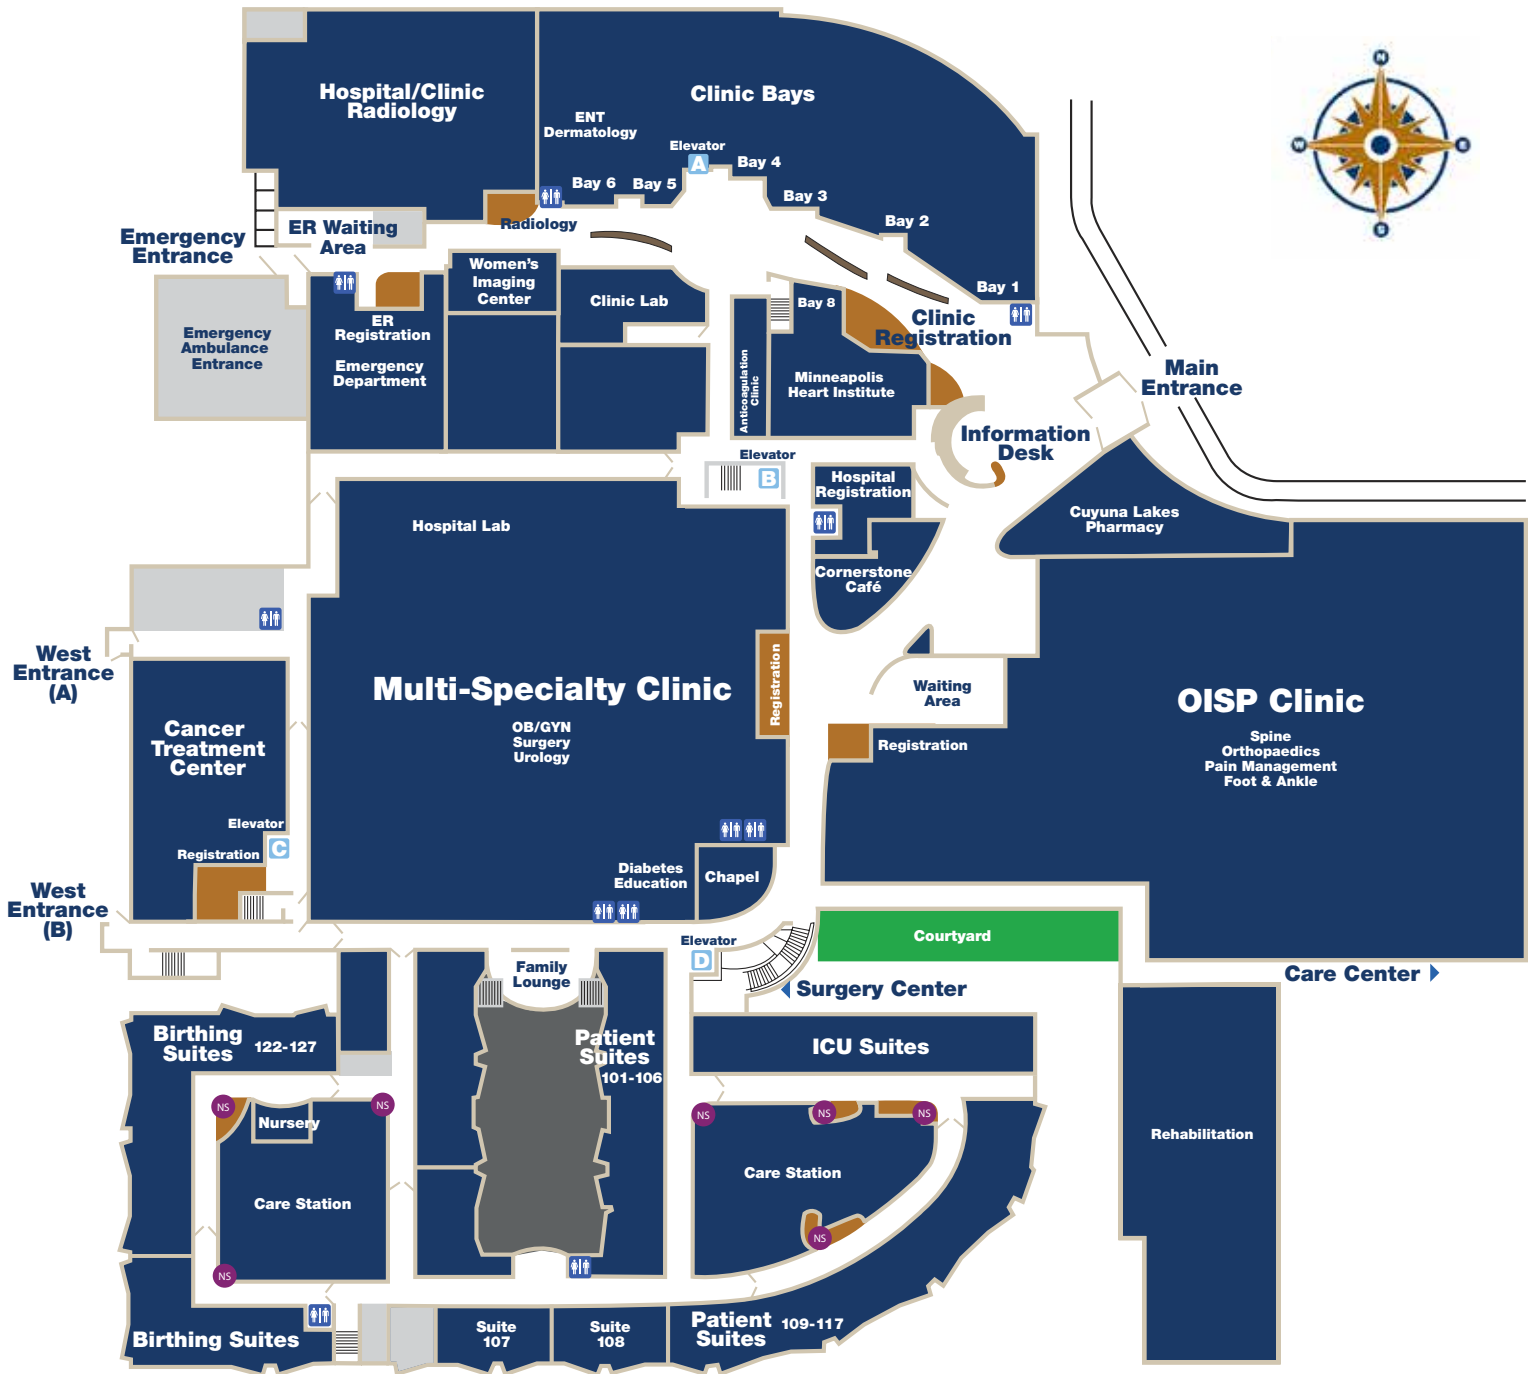 Hospital/Clinic
Radiology
Clinic Bays
ENT
Dermatology
Elevator
A
Bay 4
Bay 6
Bay 5
Bay 3
Bay 2
Bay 1
N
W
E
S
Radiology
ER Waiting
Area
Emergency
Entrance
Women's
Imaging
Center
Clinic Lab
Bay 8
Clinic
Registration
Emergency
Ambulance
Entrance
ER
Registration
Emergency
Department
Anticoagulation
Clinic
Minneapolis
Heart Institute
Main
Entrance
Information
Desk
Elevator
B
Hospital
Registration
Cuyuna Lakes
Pharmacy
Hospital Lab
Cornerstone
Café
West
Entrance
(A)
Multi-Specialty Clinic
OB/GYN
Surgery
Urology
Registration
Waiting
Area
Registration
OISP Clinic
Spine
Orthopaedics
Pain Management
Foot & Ankle
Cancer
Treatment
Center
Elevator
C
Registration
West
Entrance
(B)
Diabetes
Education
Chapel
Elevator
D
Courtyard
Family
Lounge
Surgery Center
Care Center
Birthing
Suites
122-127
Patient
Suites
101-106
ICU Suites
NS
NS
Nursery
NS
NS
NS
Care Station
Care Station
Rehabilitation
NS
NS
Birthing Suites
Suite
107
Suite
108
Patient
Suites
109-117